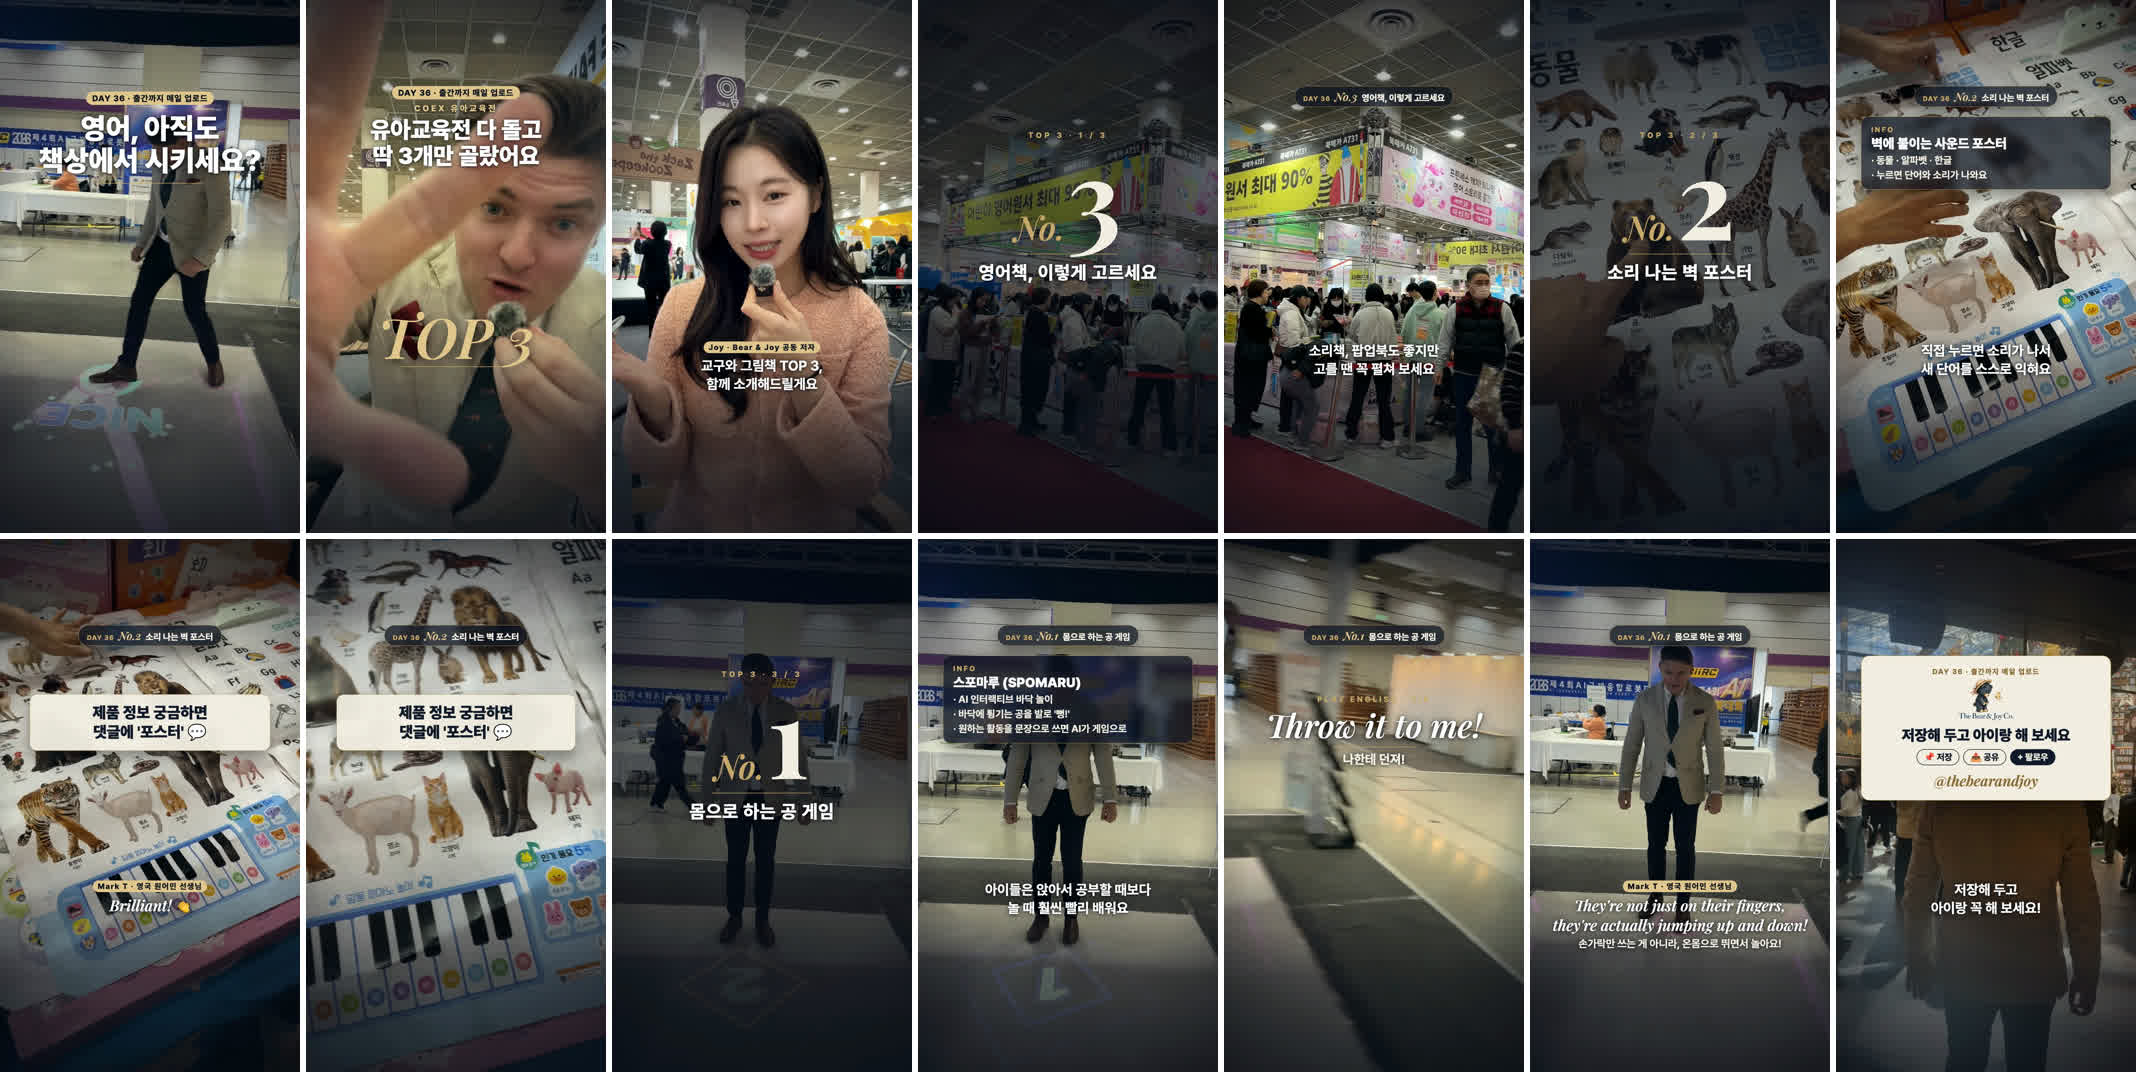 DAY 36 · 출간까지 매일 업로드
영어, 아직도
책상에서 시키세요?
NICE
DAY 36 · 출간까지 매일 업로드
COEX 유아교육전
유아교육전 다 돌고
딱 3개만 골랐어요
TOP 3
Zack the
Zookeeper
Joy · Bear & Joy 공동 저자
교구와 그림책 TOP 3,
함께 소개해드릴게요
TOP 3 · 1 / 3
No.3
영어책, 이렇게 고르세요
DAY 36 No.3 영어책, 이렇게 고르세요
북메카 A731
원서 최대 90%
소리책, 팝업북도 좋지만
고를 땐 꼭 펼쳐 보세요
동물
TOP 3 · 2 / 3
No.2
소리 나는 벽 포스터
한글
알파벳
DAY 36 No.2 소리 나는 벽 포스터
INFO
벽에 붙이는 사운드 포스터
· 동물 · 알파벳 · 한글
· 누르면 단어와 소리가 나와요
직접 누르면 소리가 나서
새 단어를 스스로 익혀요
DAY 36 No.2 소리 나는 벽 포스터
제품 정보 궁금하면
댓글에 '포스터' 💬
Mark T · 영국 원어민 선생님
Brilliant! 👏
DAY 36 No.2 소리 나는 벽 포스터
제품 정보 궁금하면
댓글에 '포스터' 💬
TOP 3 · 3 / 3
No.1
몸으로 하는 공 게임
DAY 36 No.1 몸으로 하는 공 게임
INFO
스포마루 (SPOMARU)
· AI 인터랙티브 바닥 놀이
· 바닥에 튕기는 공을 발로 '뻥!'
· 원하는 활동을 문장으로 쓰면 AI가 게임으로
아이들은 앉아서 공부할 때보다
놀 때 훨씬 빨리 배워요
DAY 36 No.1 몸으로 하는 공 게임
Throw it to me!
나한테 던져!
DAY 36 No.1 몸으로 하는 공 게임
Mark T · 영국 원어민 선생님
They're not just on their fingers,
they're actually jumping up and down!
손가락만 쓰는 게 아니라, 온몸으로 뛰면서 놀아요!
DAY 36 · 출간까지 매일 업로드
The Bear & Joy Co.
저장해 두고 아이랑 해 보세요
📌 저장 📤 공유 + 팔로우
@thebearandjoy
저장해 두고
아이랑 꼭 해 보세요!